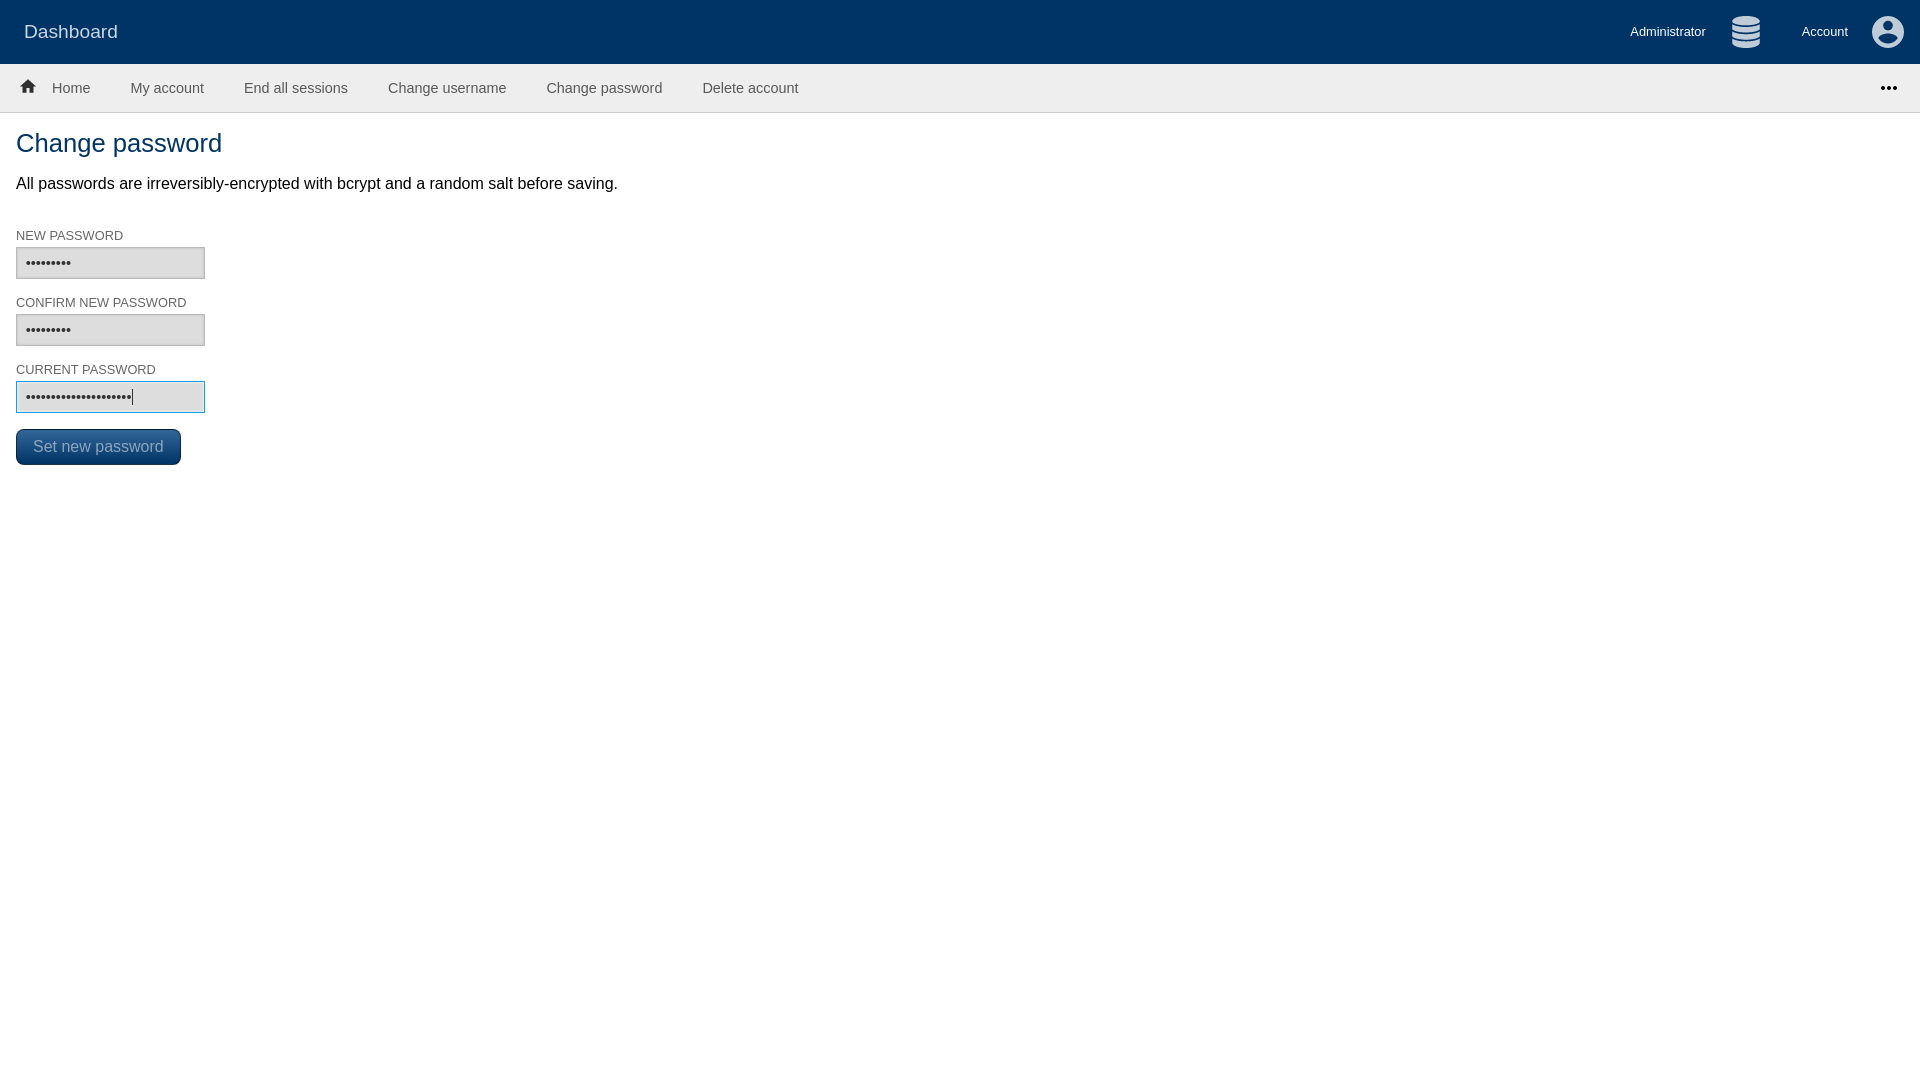 Dashboard
Administrator
Account
Home
My account
End all sessions
Change username
Change password
Delete account
Change password
All passwords are irreversibly-encrypted with bcrypt and a random salt before saving.
NEW PASSWORD
•••••••••
CONFIRM NEW PASSWORD
•••••••••
CURRENT PASSWORD
•••••••••••••••••••••
Set new password